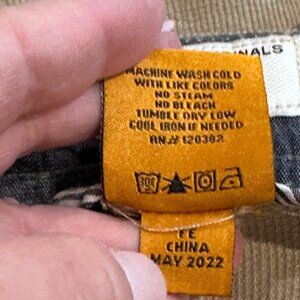 NALS
MACHINE WASH COLD
WITH LIKE COLORS
NO STEAM
NO BLEACH
TUMBLE DRY LOW
COOL IRON IF NEEDED
RN# 120382
CHINA
MAY 2022